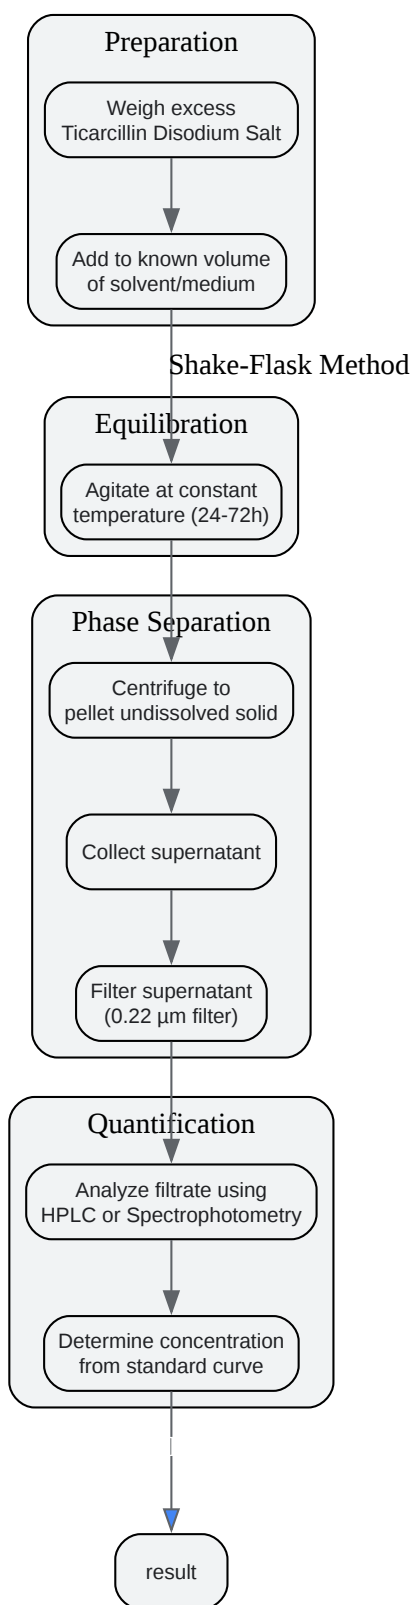 Preparation
Weigh excess
Ticarcillin Disodium Salt
Add to known volume
of solvent/medium
Shake-Flask Method
Equilibration
Agitate at constant
temperature (24-72h)
Phase Separation
Centrifuge to
pellet undissolved solid
Collect supernatant
Filter supernatant
(0.22 µm filter)
Quantification
Analyze filtrate using
HPLC or Spectrophotometry
Determine concentration
from standard curve
result